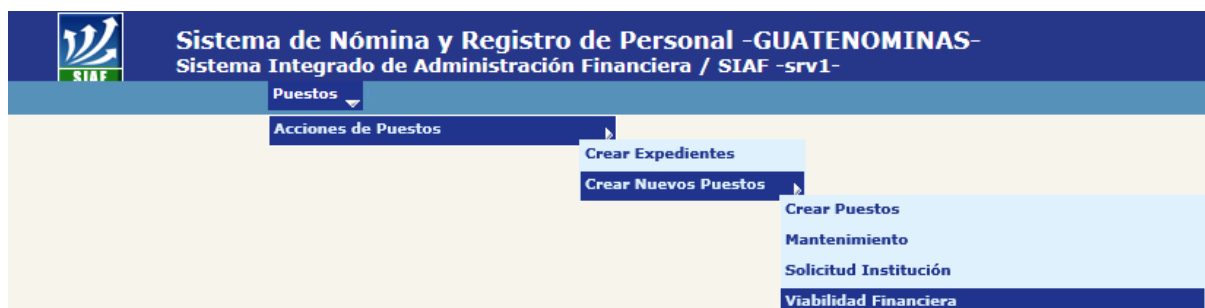 Sistema de Nómina y Registro de Personal -GUATENOMINAS-
Sistema Integrado de Administración Financiera / SIAF -srv1-
SIAF
Puestos
Acciones de Puestos
Crear Expedientes
Crear Nuevos Puestos
Crear Puestos
Mantenimiento
Solicitud Institución
Viabilidad Financiera